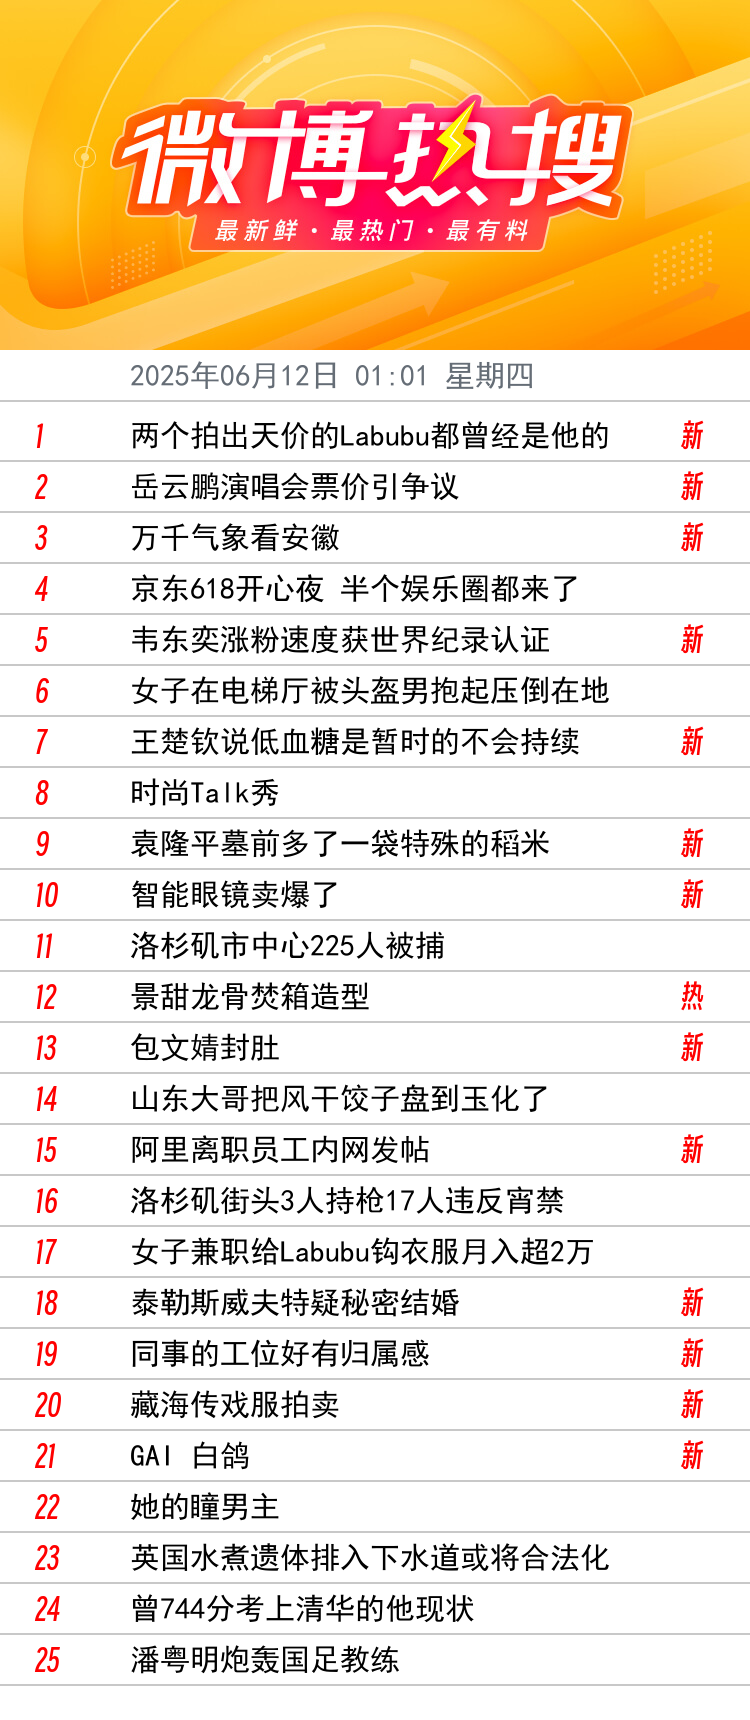 微博热搜
最新鲜·最热门·最有料
2025年06月12日 01:01 星期四
1 两个拍出天价的Labubu都曾经是他的 新
2 岳云鹏演唱会票价引争议 新
3 万千气象看安徽 新
4 京东618开心夜 半个娱乐圈都来了
5 韦东奕涨粉速度获世界纪录认证 新
6 女子在电梯厅被头盔男抱起压倒在地
7 王楚钦说低血糖是暂时的不会持续 新
8 时尚Talk秀
9 袁隆平墓前多了一袋特殊的稻米 新
10 智能眼镜卖爆了 新
11 洛杉矶市中心225人被捕
12 景甜龙骨焚箱造型 热
13 包文婧封肚 新
14 山东大哥把风干饺子盘到玉化了
15 阿里离职员工内网发帖 新
16 洛杉矶街头3人持枪17人违反宵禁
17 女子兼职给Labubu钩衣服月入超2万
18 泰勒斯威夫特疑秘密结婚 新
19 同事的工位好有归属感 新
20 藏海传戏服拍卖 新
21 GAI 白鸽 新
22 她的瞳男主
23 英国水煮遗体排入下水道或将合法化
24 曾744分考上清华的他现状
25 潘粤明炮轰国足教练